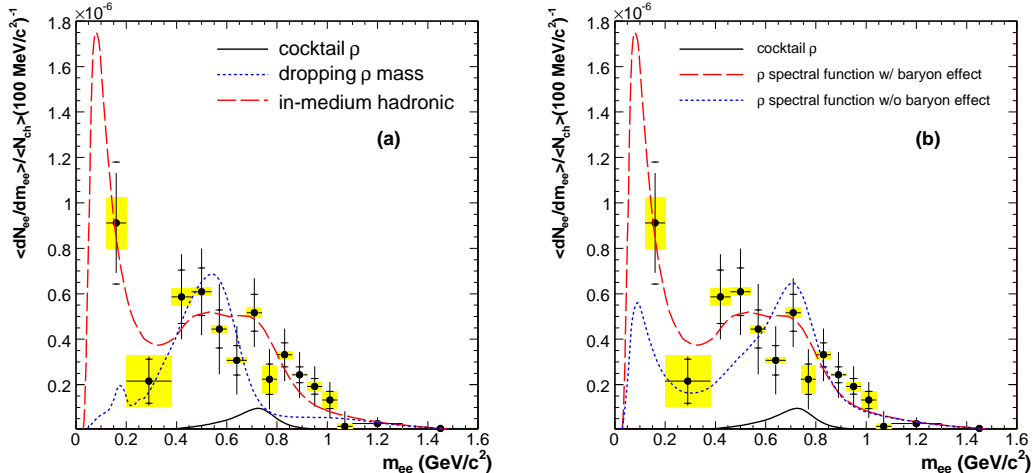 ×10⁻⁶
<dN_ee/dm_ee>/<N_ch>(100 MeV/c²)⁻¹
1.8
1.6
1.4
1.2
1
0.8
0.6
0.4
0.2
0 0.2 0.4 0.6 0.8 1 1.2 1.4 1.6
m_ee (GeV/c²)
cocktail ρ
dropping ρ mass
in-medium hadronic
(a)
×10⁻⁶
<dN_ee/dm_ee>/<N_ch>(100 MeV/c²)⁻¹
1.8
1.6
1.4
1.2
1
0.8
0.6
0.4
0.2
0 0.2 0.4 0.6 0.8 1 1.2 1.4 1.6
m_ee (GeV/c²)
cocktail ρ
ρ spectral function w/ baryon effect
ρ spectral function w/o baryon effect
(b)